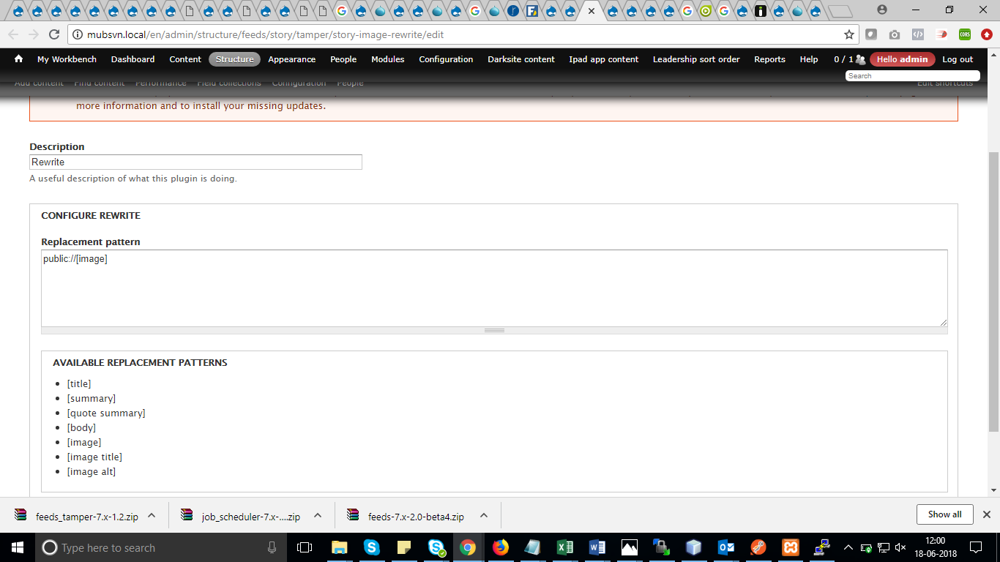 mubsvn.local/en/admin/structure/feeds/story/tamper/story-image-rewrite/edit
CORS
My Workbench Dashboard Content Structure Appearance People Modules Configuration Darksite content Ipad app content Leadership sort order Reports Help 0 / 1 Hello admin Log out
Search
Add content Find content Performance Field collections Configuration People Edit shortcuts
more information and to install your missing updates.
Description
Rewrite
A useful description of what this plugin is doing.
CONFIGURE REWRITE
Replacement pattern
public://[image]
AVAILABLE REPLACEMENT PATTERNS
[title]
[summary]
[quote summary]
[body]
[image]
[image title]
[image alt]
feeds_tamper-7.x-1.2.zip job_scheduler-7.x-....zip feeds-7.x-2.0-beta4.zip Show all
Type here to search
12:00
18-06-2018